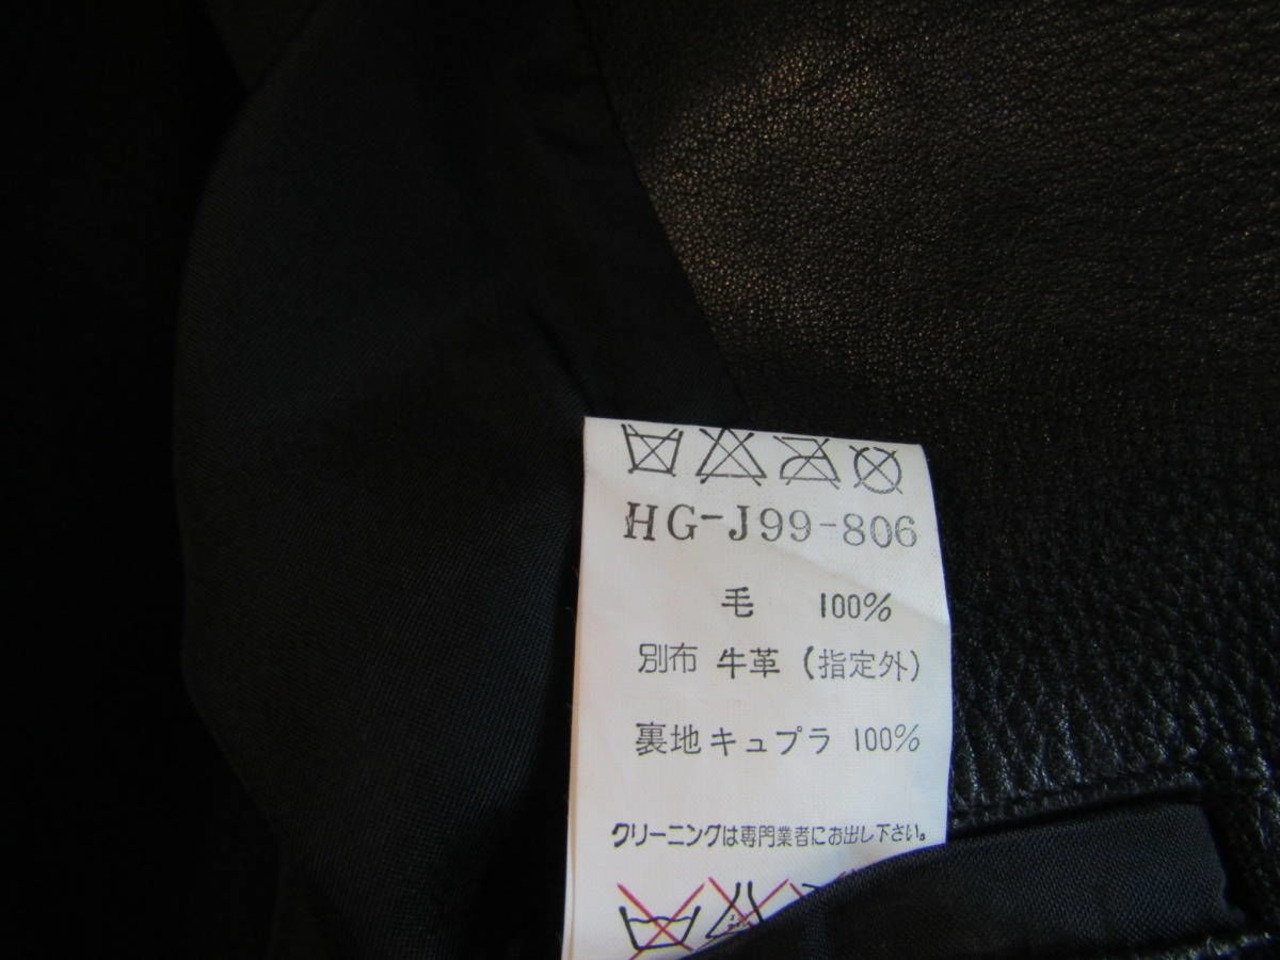 HG-J99-806
毛 100%
別布 牛革 (指定外)
裏地 キュプラ 100%
クリーニングは専門業者にお出し下さい。